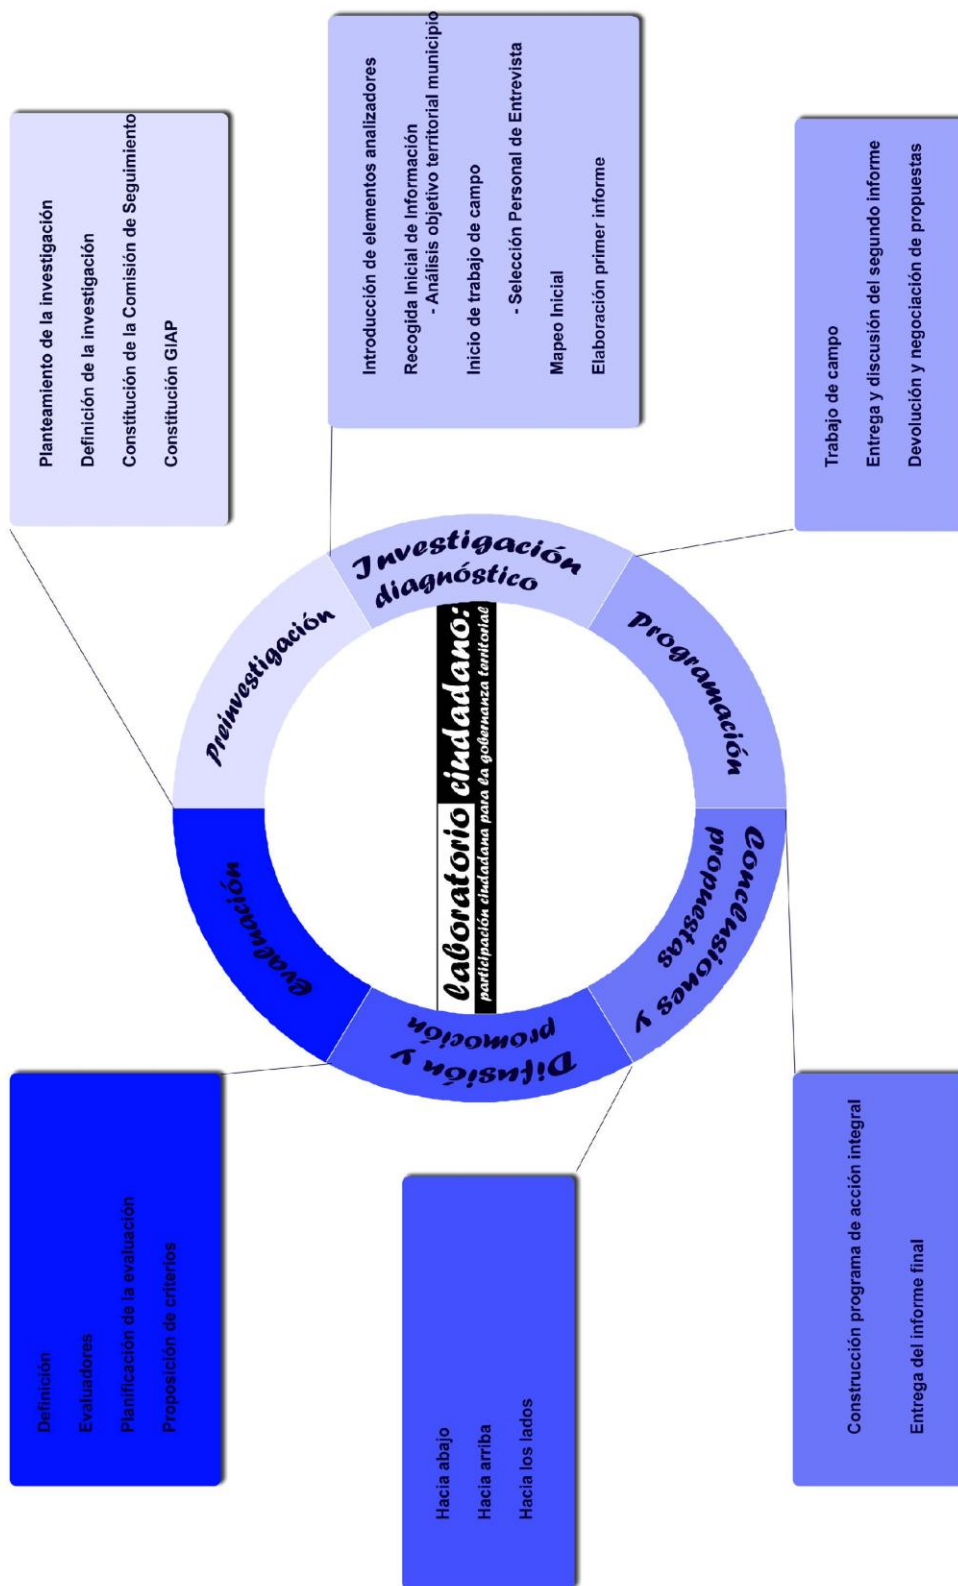 Planteamiento de la investigación
Definición de la investigación
Constitución de la Comisión de Seguimiento
Constitución GIAP
Introducción de elementos analizadores
Recogida Inicial de Información
- Análisis objetivo territorial municipio
Inicio de trabajo de campo
- Selección Personal de Entrevista
Mapeo Inicial
Elaboración primer informe
Trabajo de campo
Entrega y discusión del segundo informe
Devolución y negociación de propuestas
Preinvestigación
Investigación
diagnóstico
Programación
Conclusiones y
propuestas
Difusión y
promoción
Evaluación
laboratorio ciudadano:
participación ciudadana para la gobernanza territorial
Definición
Evaluadores
Planificación de la evaluación
Proposición de criterios
Hacia abajo
Hacia arriba
Hacia los lados
Construcción programa de acción integral
Entrega del informe final